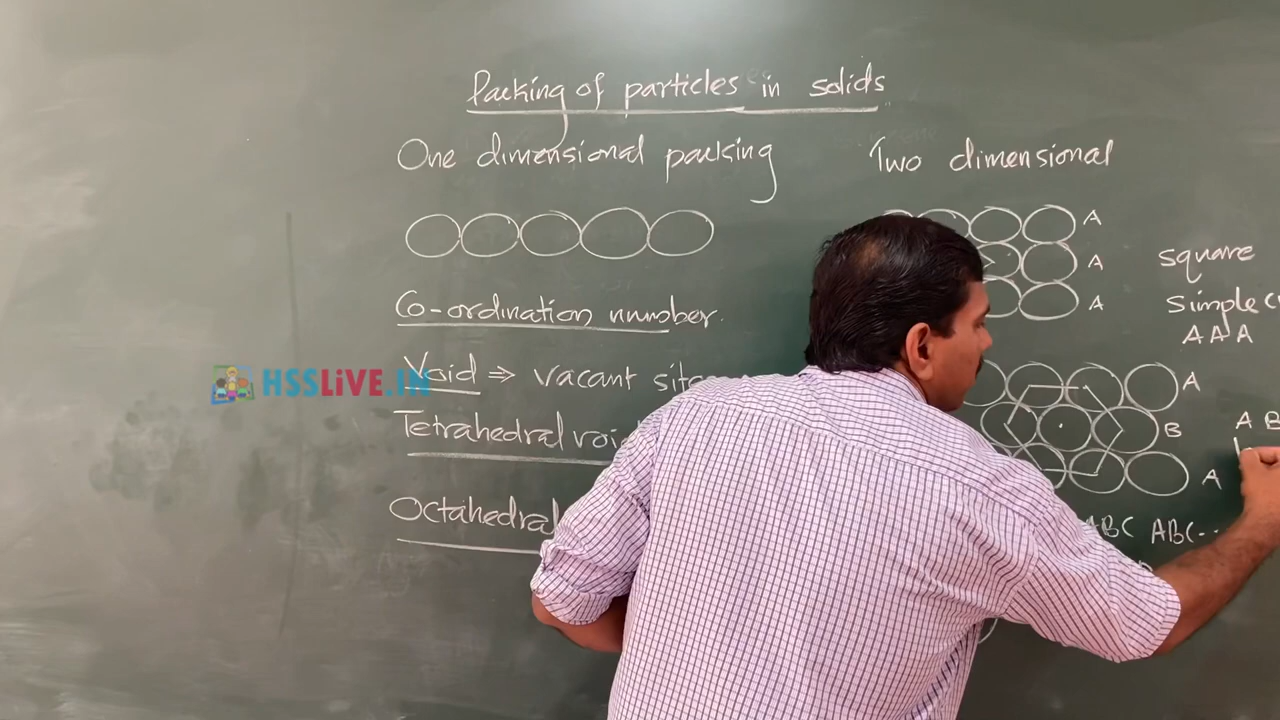 Packing of particles in solids
One dimensional packing
Two dimensional
A
A
A
square
Simple
A A A
Co-ordination number.
HSSLiVE.IN
Void ⇒ vacant
Tetrahedral void
Octahedral
A
B
A
A B
ABC ABC--